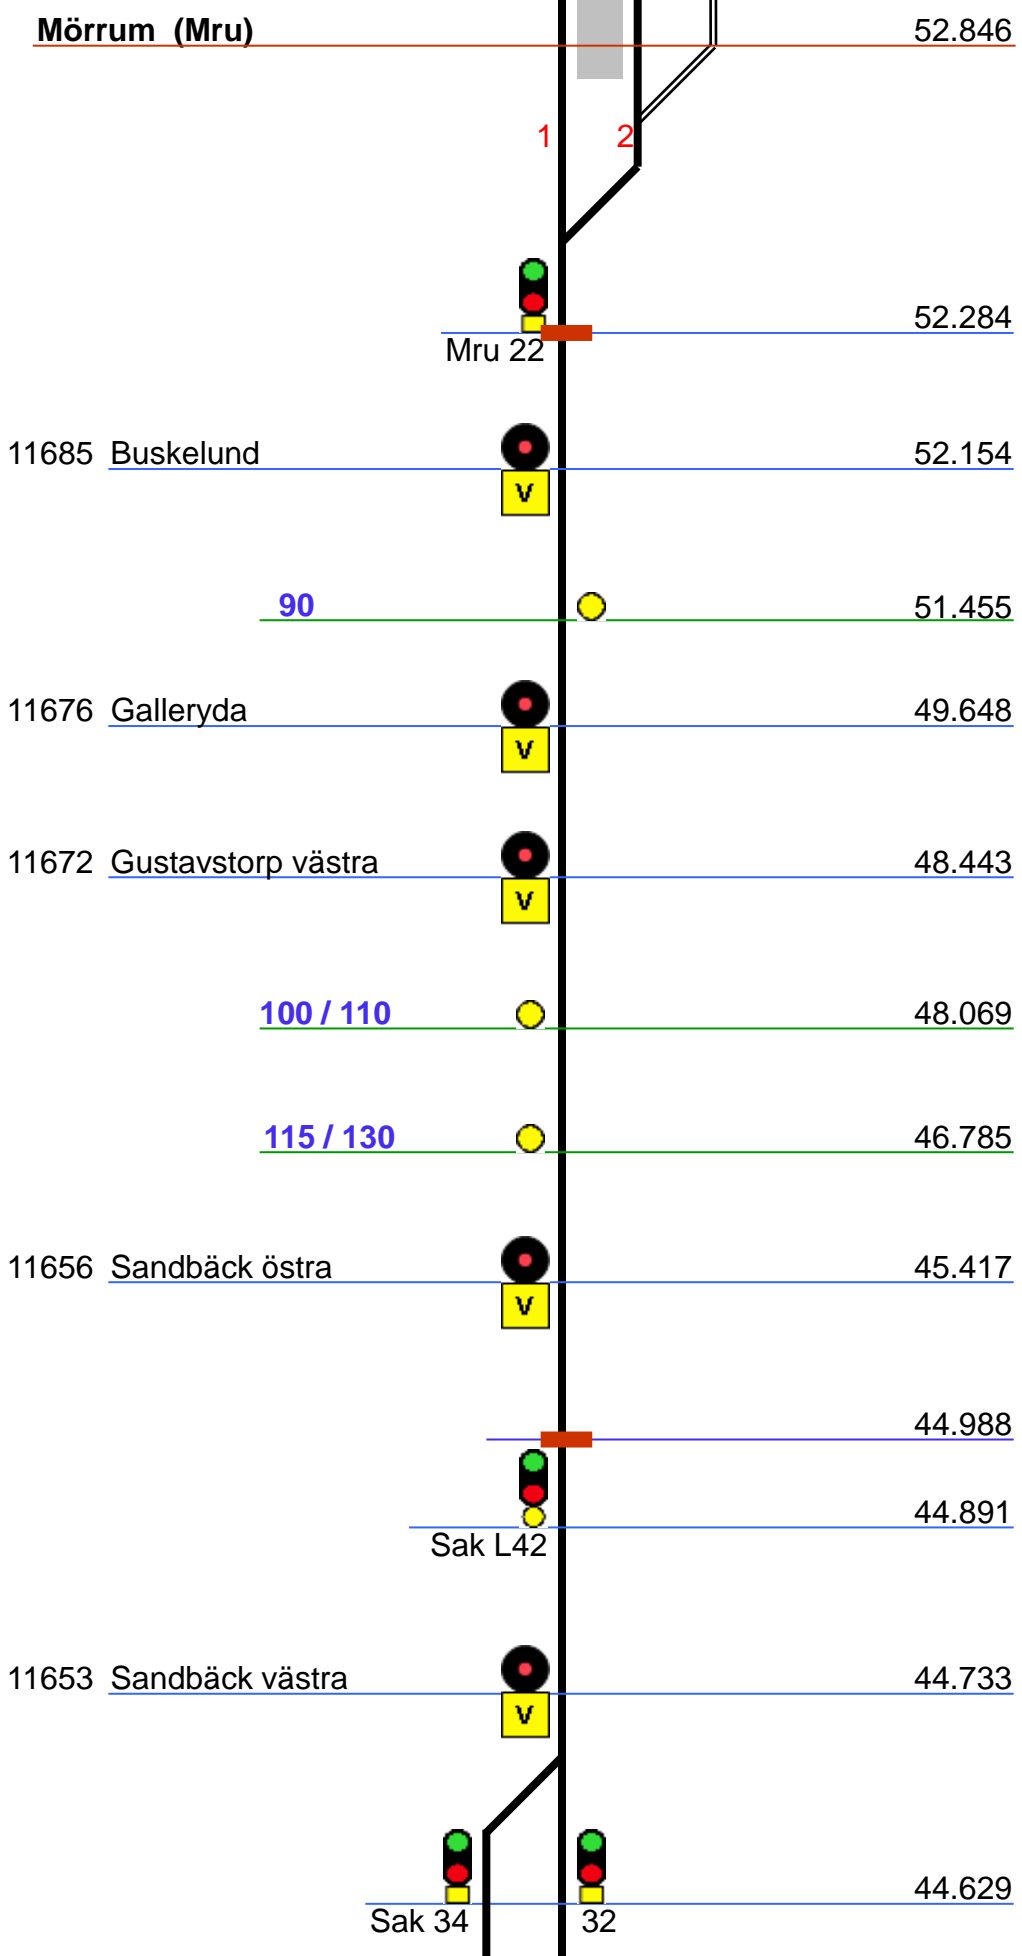 Mörrum (Mru) 52.846
1 2
52.284
Mru 22
11685 Buskelund 52.154
V
90 51.455
11676 Galleryda 49.648
V
11672 Gustavstorp västra 48.443
V
100 / 110 48.069
115 / 130 46.785
11656 Sandbäck östra 45.417
V
44.988
44.891
Sak L42
11653 Sandbäck västra 44.733
V
44.629
Sak 34 32